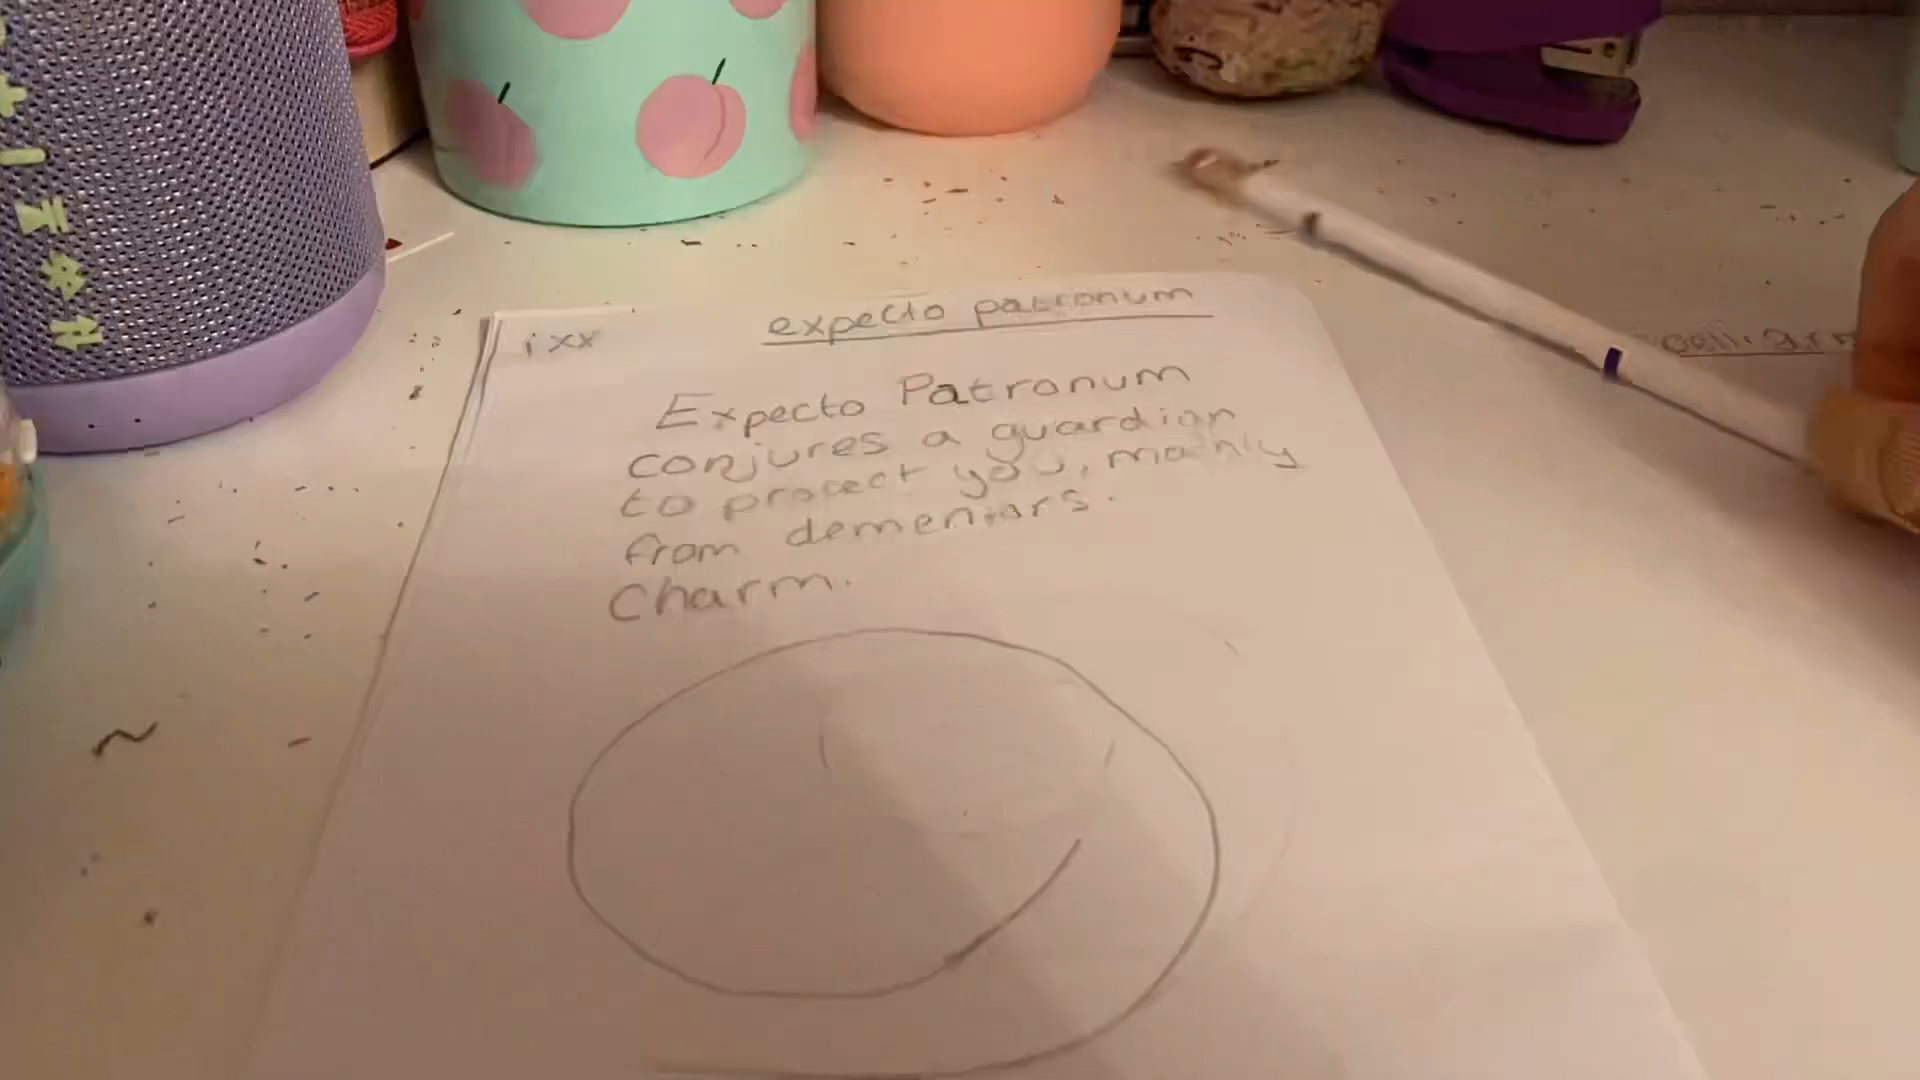 expecto patronum
ixx
Expecto Patronum
conjures a guardian
to protect you, mainly
from dementors.
Charm.